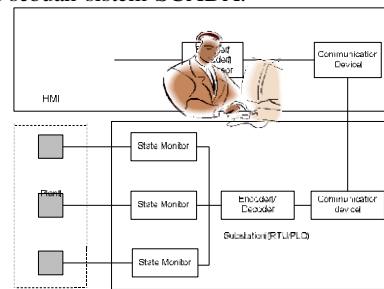 sebuah sistem SCADA.
Communication
Device
HMI
State Monitor
Plant
State Monitor
Encodert/
Decoder
Communication
device
Substation(RTU/PLC)
State Monitor